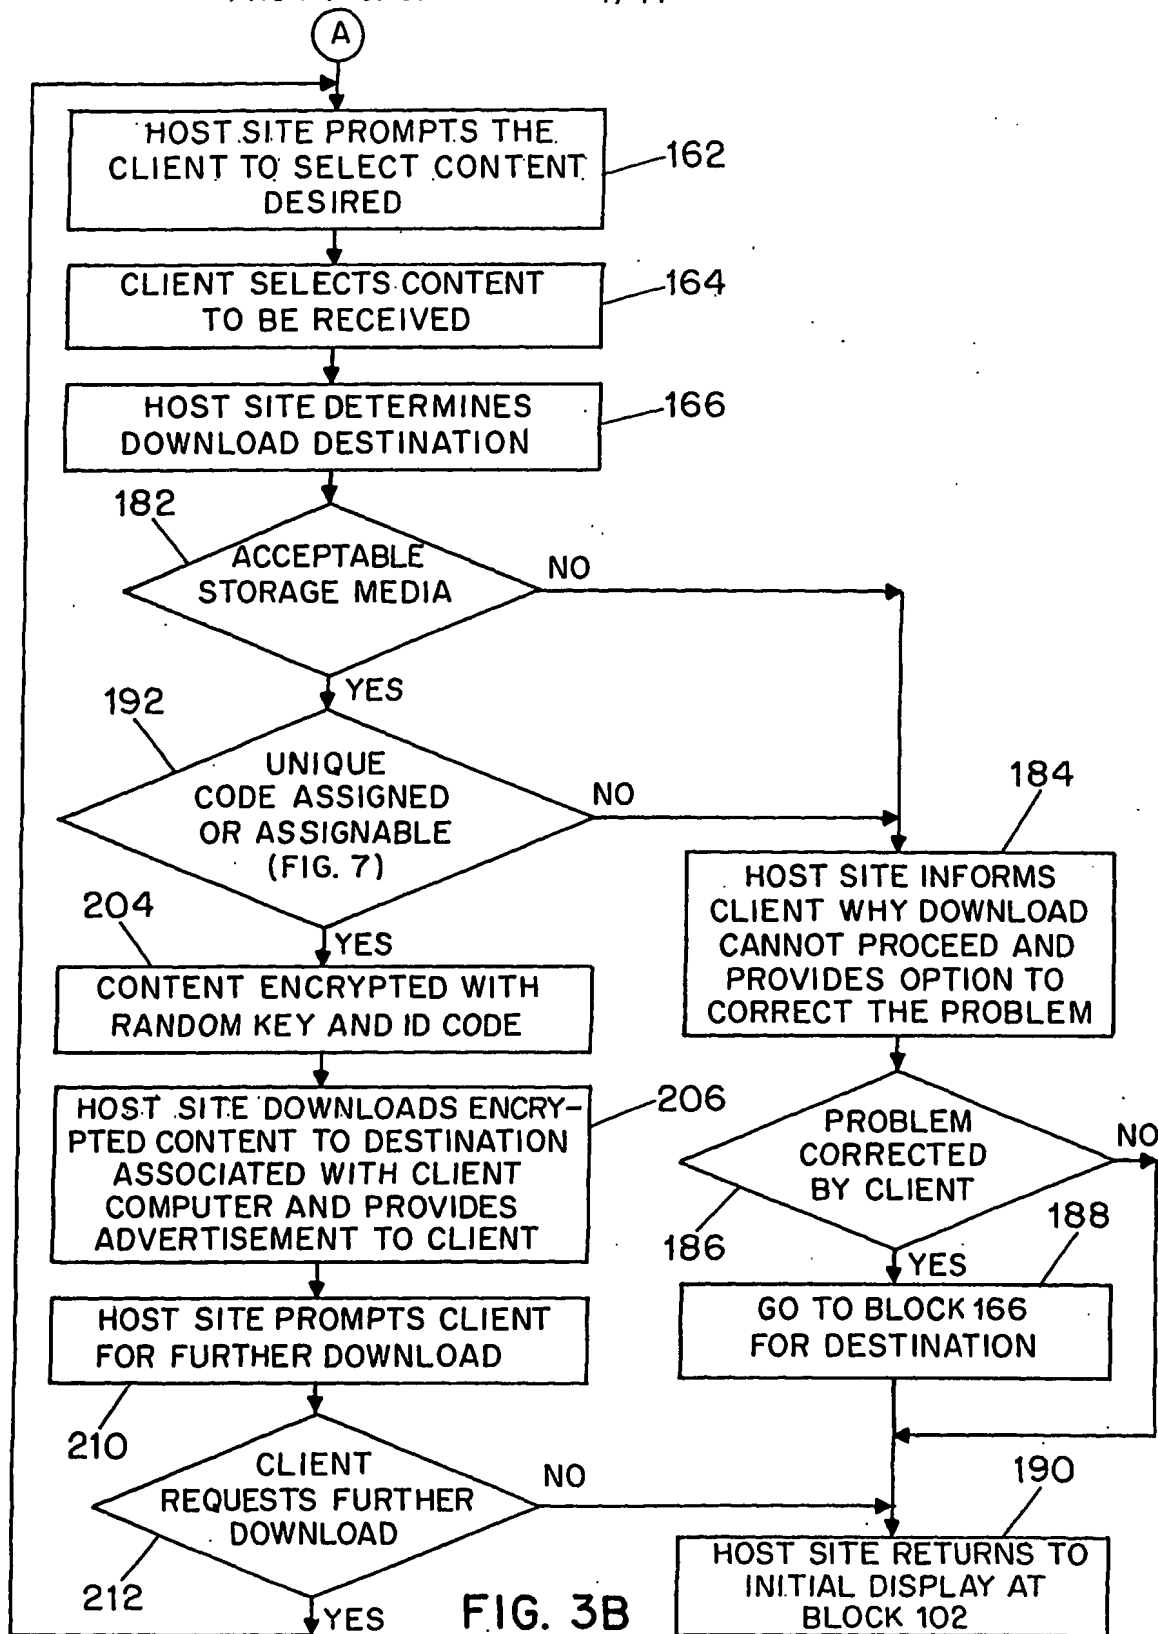 A
HOST SITE PROMPTS THE
CLIENT TO SELECT CONTENT
DESIRED
162
CLIENT SELECTS CONTENT
TO BE RECEIVED
164
HOST SITE DETERMINES
DOWNLOAD DESTINATION
166
182
ACCEPTABLE
STORAGE MEDIA
NO
YES
192
UNIQUE
CODE ASSIGNED
OR ASSIGNABLE
(FIG. 7)
NO
YES
184
HOST SITE INFORMS
CLIENT WHY DOWNLOAD
CANNOT PROCEED AND
PROVIDES OPTION TO
CORRECT THE PROBLEM
204
CONTENT ENCRYPTED WITH
RANDOM KEY AND ID CODE
HOST SITE DOWNLOADS ENCRY-
PTED CONTENT TO DESTINATION
ASSOCIATED WITH CLIENT
COMPUTER AND PROVIDES
ADVERTISEMENT TO CLIENT
206
PROBLEM
CORRECTED
BY CLIENT
NO
186
YES
188
GO TO BLOCK 166
FOR DESTINATION
HOST SITE PROMPTS CLIENT
FOR FURTHER DOWNLOAD
210
CLIENT
REQUESTS FURTHER
DOWNLOAD
NO
212
YES
190
HOST SITE RETURNS TO
INITIAL DISPLAY AT
BLOCK 102
FIG. 3B